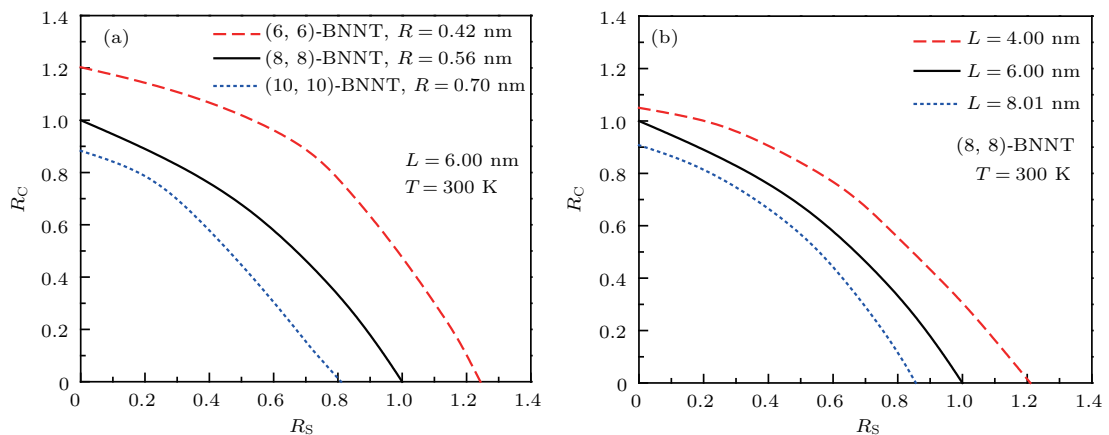 (a)
(6, 6)-BNNT, R = 0.42 nm
(8, 8)-BNNT, R = 0.56 nm
(10, 10)-BNNT, R = 0.70 nm
L = 6.00 nm
T = 300 K
1.4
1.2
1.0
0.8
0.6
0.4
0.2
0
R_C
0 0.2 0.4 0.6 0.8 1.0 1.2 1.4
R_S
(b)
L = 4.00 nm
L = 6.00 nm
L = 8.01 nm
(8, 8)-BNNT
T = 300 K
1.4
1.2
1.0
0.8
0.6
0.4
0.2
0
R_C
0 0.2 0.4 0.6 0.8 1.0 1.2 1.4
R_S